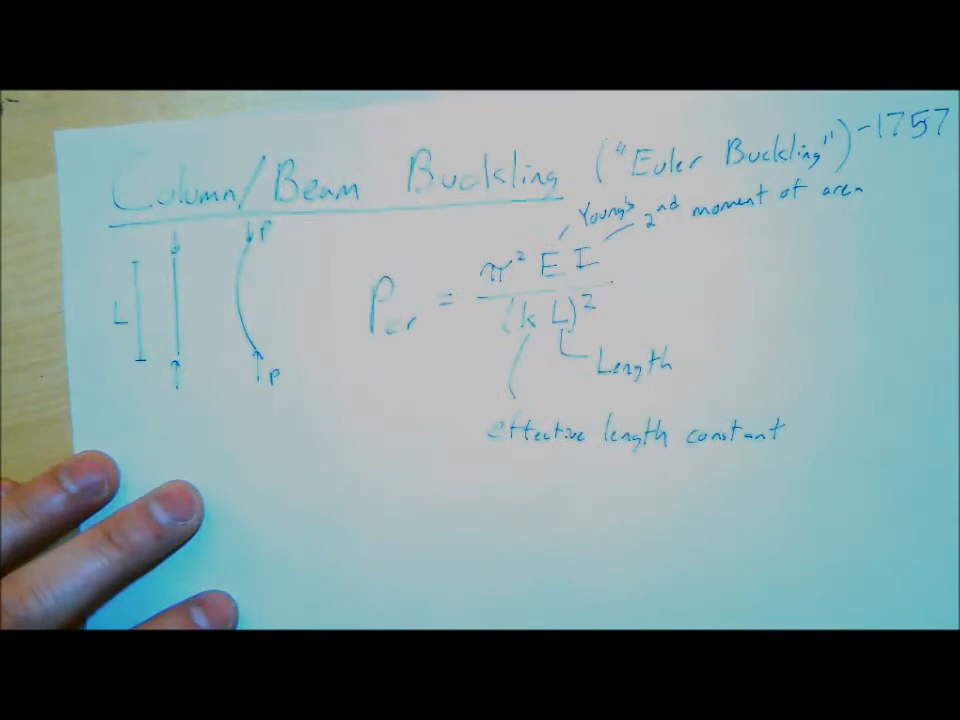 Column/Beam Buckling ("Euler Buckling") -1757
Young's 2nd moment of area
P
L
P
Pcr = π² E I / (k L)²
Length
effective length constant